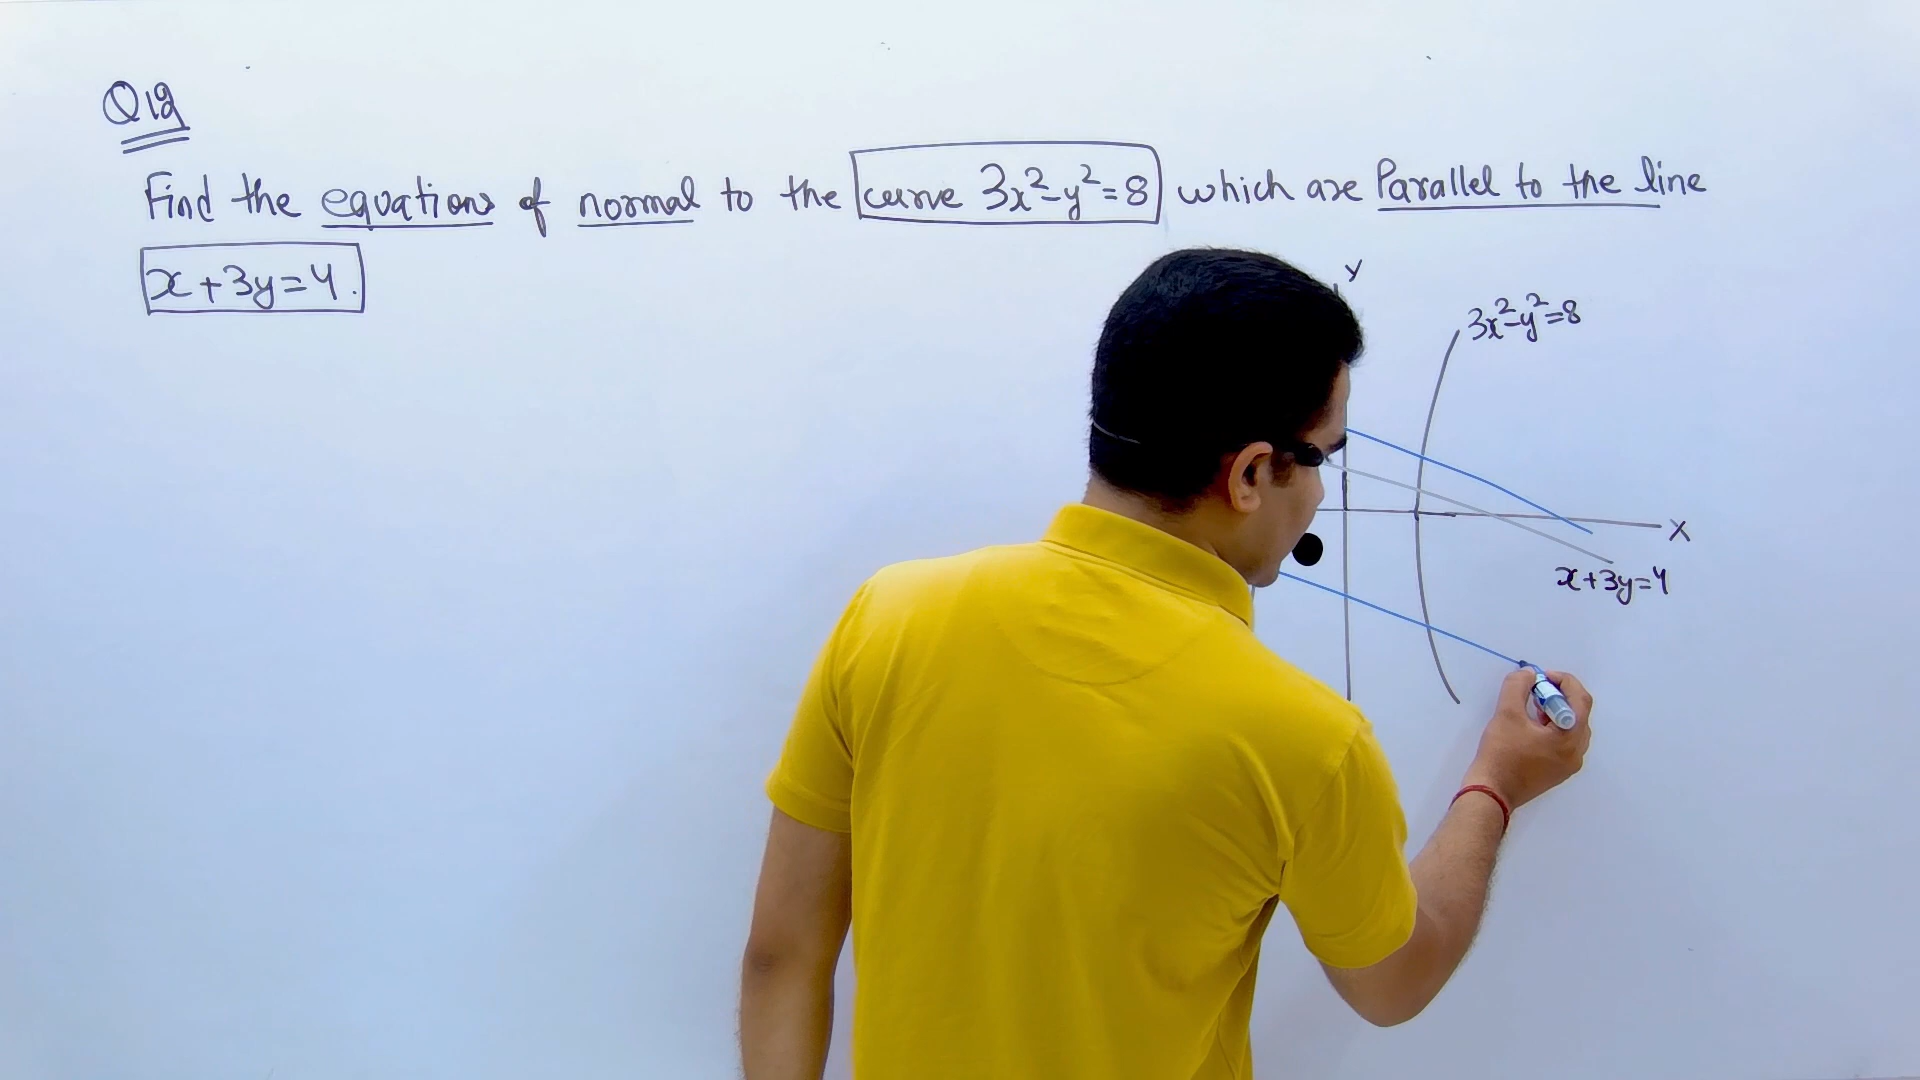 Q12
Find the equations of normal to the curve 3x²-y²=8 which are Parallel to the line
x+3y=4.
Y
3x²-y²=8
X
x+3y=4